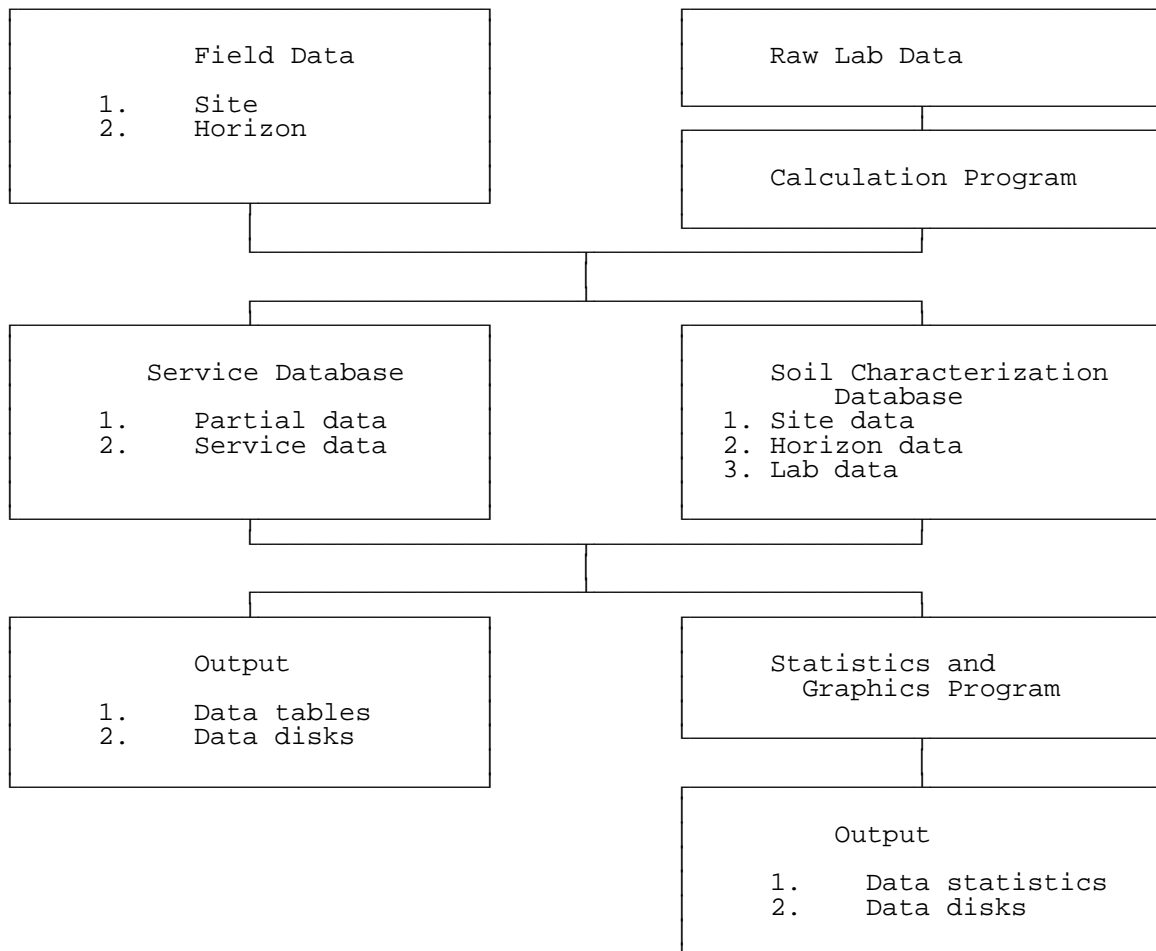 Field Data
1. Site
2. Horizon
Raw Lab Data
Calculation Program
Service Database
1. Partial data
2. Service data
Soil Characterization
Database
1. Site data
2. Horizon data
3. Lab data
Output
1. Data tables
2. Data disks
Statistics and
Graphics Program
Output
1. Data statistics
2. Data disks